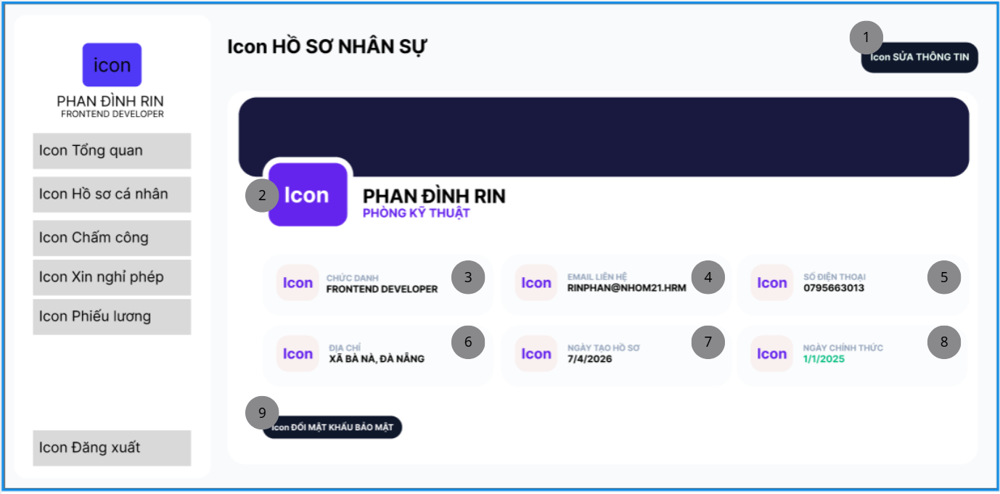 icon
PHAN ĐÌNH RIN
FRONTEND DEVELOPER
Icon Tổng quan
Icon Hồ sơ cá nhân
Icon Chấm công
Icon Xin nghỉ phép
Icon Phiếu lương
Icon Đăng xuất
Icon HỒ SƠ NHÂN SỰ
1
Icon SỬA THÔNG TIN
2
Icon
PHAN ĐÌNH RIN
PHÒNG KỸ THUẬT
Icon
CHỨC DANH
FRONTEND DEVELOPER
3
Icon
EMAIL LIÊN HỆ
RINPHAN@NHOM21.HRM
4
Icon
SỐ ĐIỆN THOẠI
0795663013
5
Icon
ĐỊA CHỈ
XÃ BÀ NÀ, ĐÀ NẴNG
6
Icon
NGÀY TẠO HỒ SƠ
7/4/2026
7
Icon
NGÀY CHÍNH THỨC
1/1/2025
8
9
Icon ĐỔI MẬT KHẨU BẢO MẬT